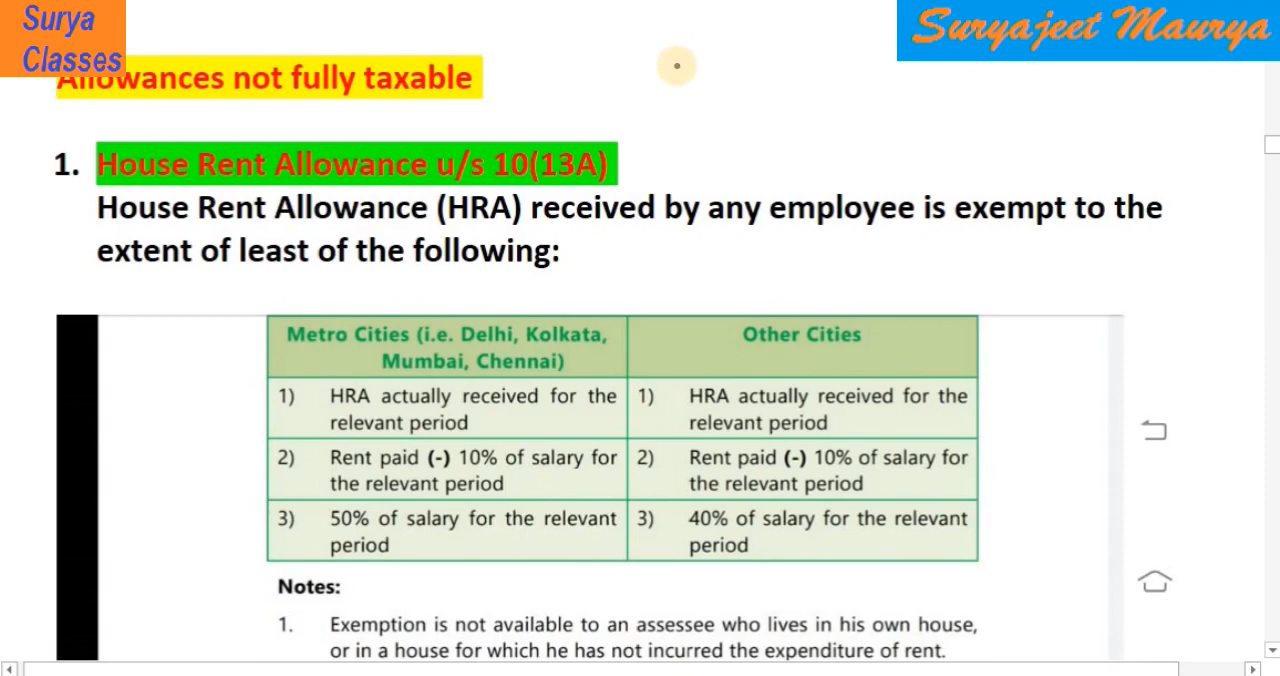 Surya
Classes
Suryajeet Maurya
Allowances not fully taxable
1. House Rent Allowance u/s 10(13A)
House Rent Allowance (HRA) received by any employee is exempt to the
extent of least of the following:
Metro Cities (i.e. Delhi, Kolkata,
Mumbai, Chennai)
Other Cities
1) HRA actually received for the
relevant period
1) HRA actually received for the
relevant period
2) Rent paid (-) 10% of salary for
the relevant period
2) Rent paid (-) 10% of salary for
the relevant period
3) 50% of salary for the relevant
period
3) 40% of salary for the relevant
period
Notes:
1. Exemption is not available to an assessee who lives in his own house,
or in a house for which he has not incurred the expenditure of rent.